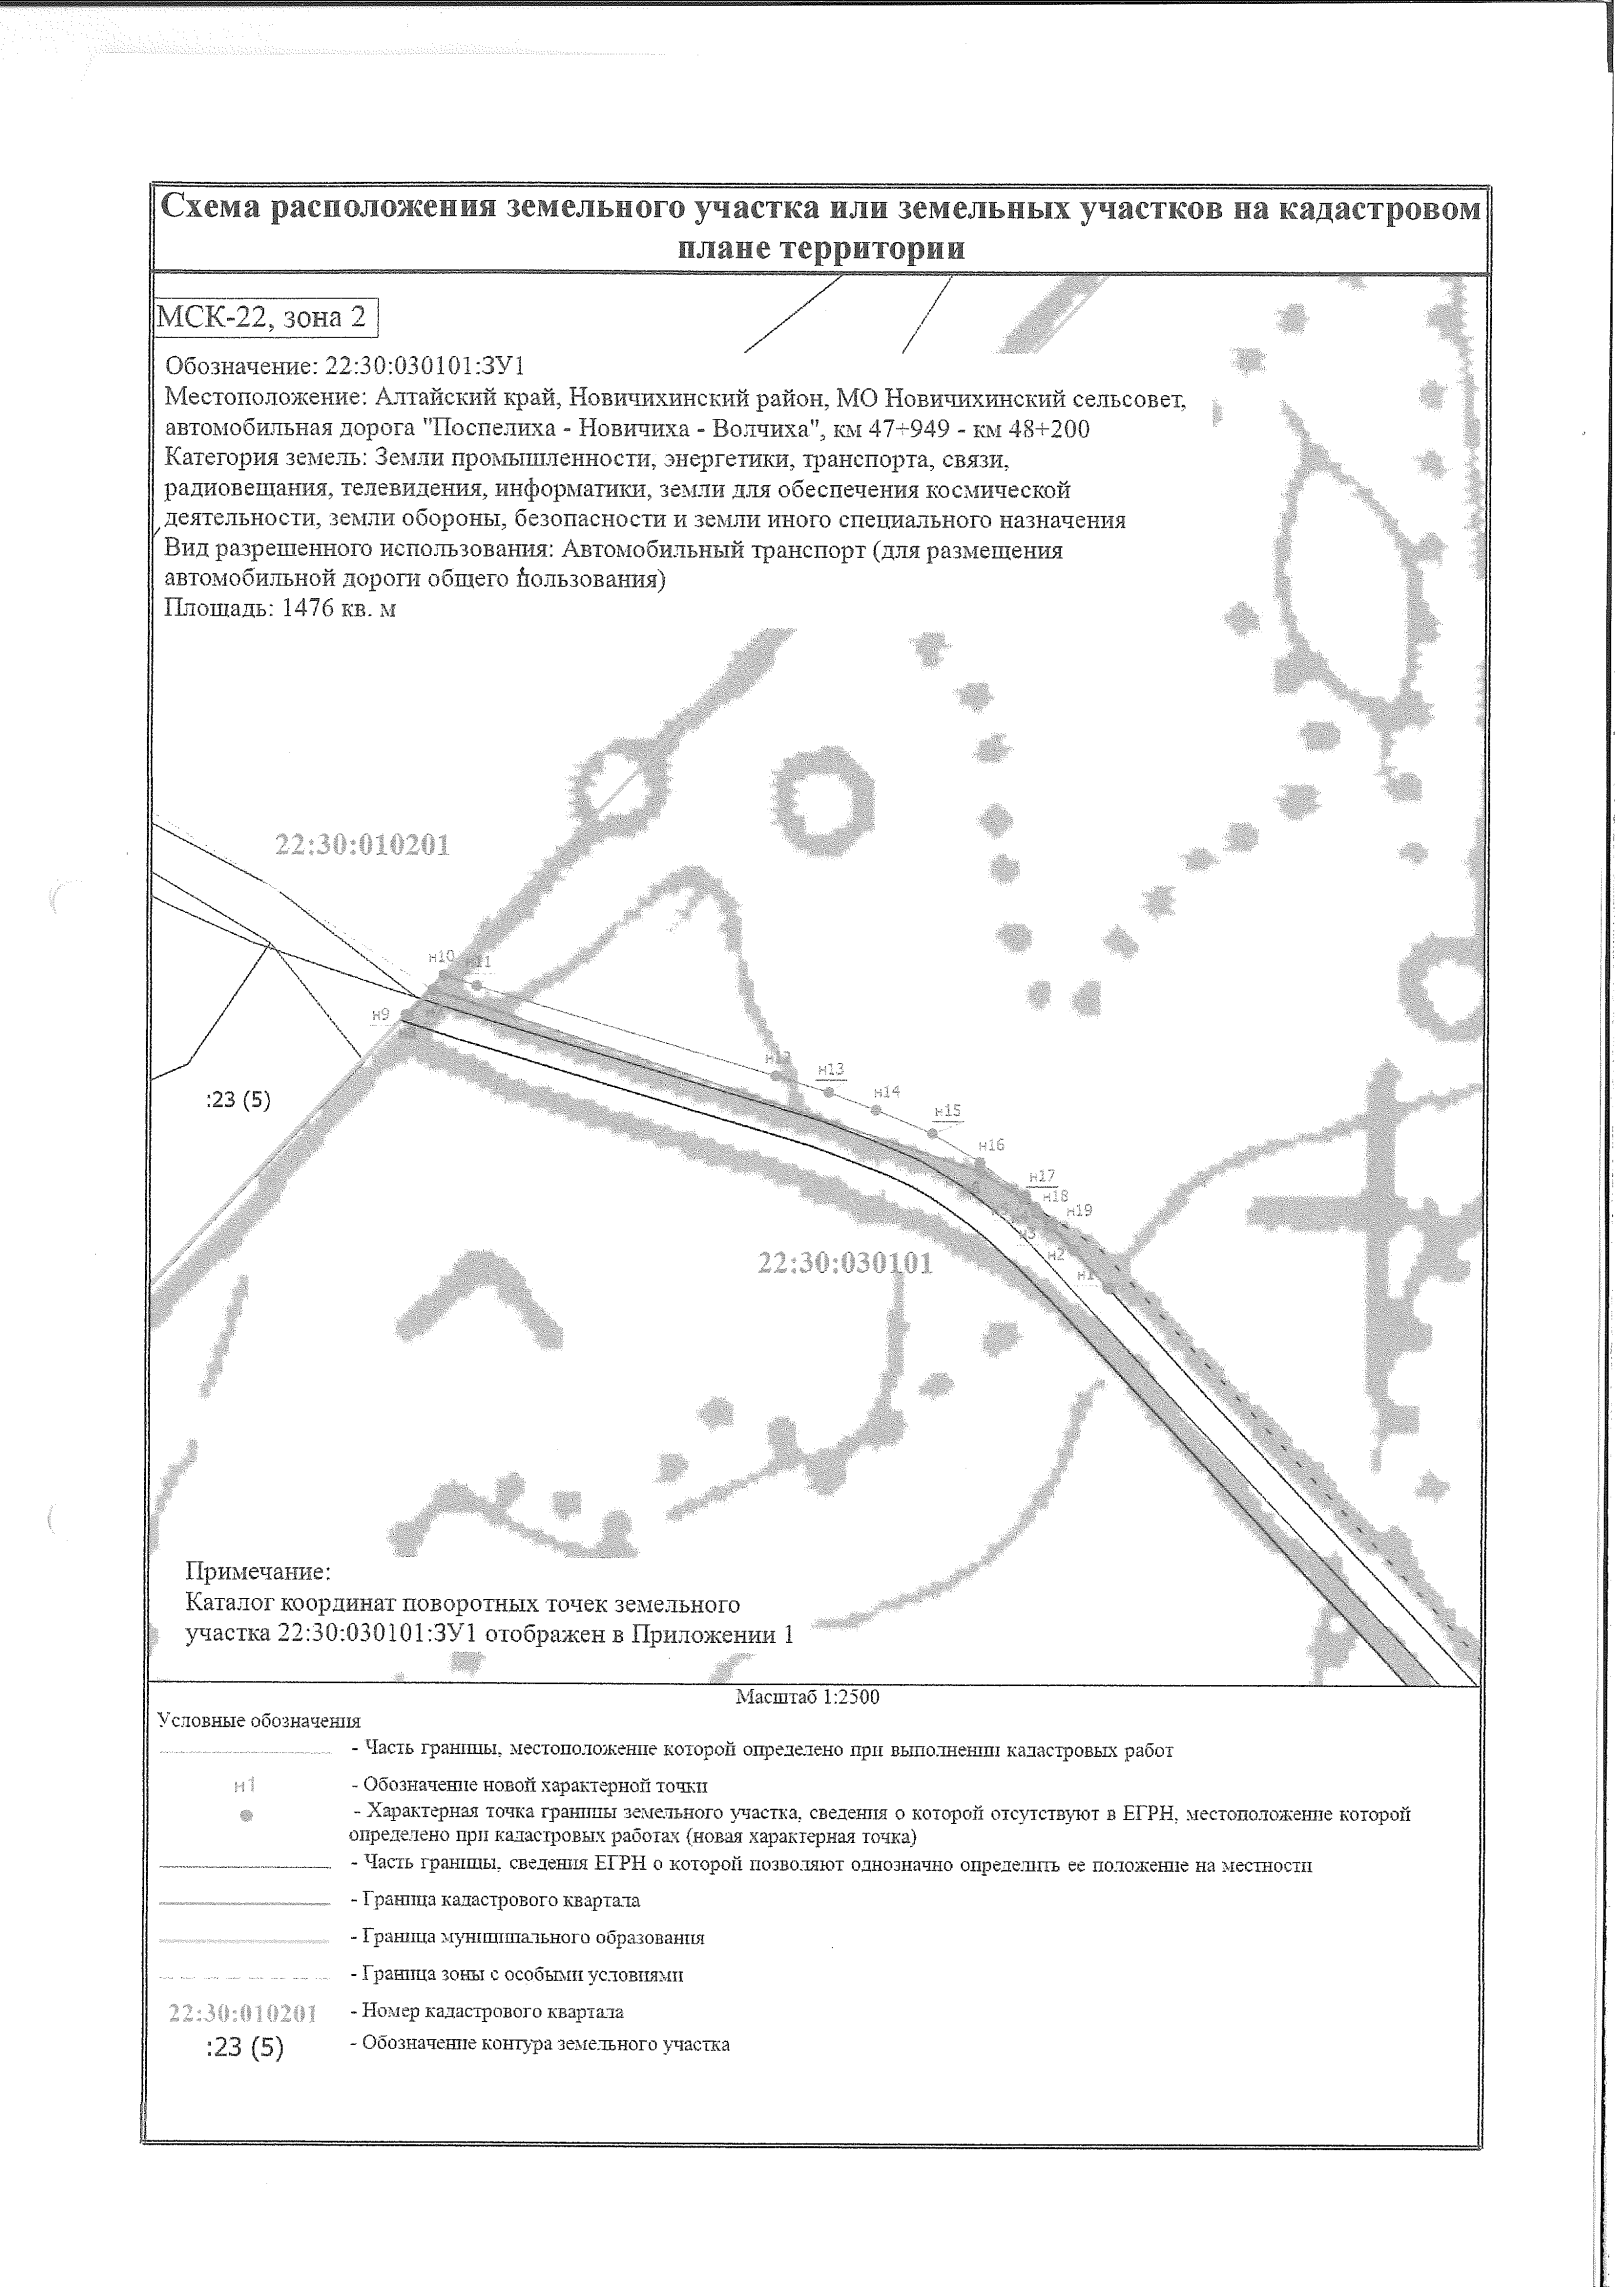 Схема расположения земельного участка или земельных участков на кадастровом
плане территории
МСК-22, зона 2
Обозначение: 22:30:030101:ЗУ1
Местоположение: Алтайский край, Новичихинский район, МО Новичихинский сельсовет,
автомобильная дорога "Поспелиха - Новичиха - Волчиха", км 47+949 - км 48+200
Категория земель: Земли промышленности, энергетики, транспорта, связи,
радиовещания, телевидения, информатики, земли для обеспечения космической
деятельности, земли обороны, безопасности и земли иного специального назначения
Вид разрешенного использования: Автомобильный транспорт (для размещения
автомобильной дороги общего пользования)
Площадь: 1476 кв. м
22:30:010201
н10
н11
н9
н12
н13
:23 (5)
н14
н15
н16
н17
н18
н19
н3
н2
22:30:030101
н1
Примечание:
Каталог координат поворотных точек земельного
участка 22:30:030101:ЗУ1 отображен в Приложении 1
Масштаб 1:2500
Условные обозначения
- Часть границы, местоположение которой определено при выполнении кадастровых работ
н1 - Обозначение новой характерной точки
- Характерная точка границы земельного участка, сведения о которой отсутствуют в ЕГРН, местоположение которой
определено при кадастровых работах (новая характерная точка)
- Часть границы, сведения ЕГРН о которой позволяют однозначно определить ее положение на местности
- Граница кадастрового квартала
- Граница муниципального образования
- Граница зоны с особыми условиями
22:30:010201 - Номер кадастрового квартала
:23 (5) - Обозначение контура земельного участка